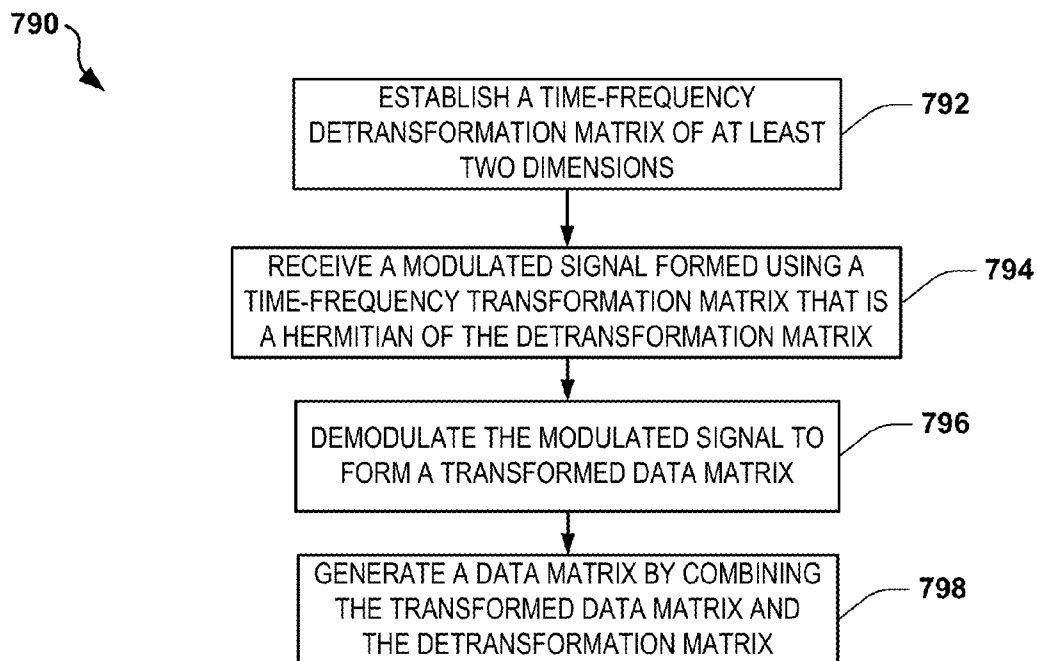 790
ESTABLISH A TIME-FREQUENCY
DETRANSFORMATION MATRIX OF AT LEAST
TWO DIMENSIONS
792
RECEIVE A MODULATED SIGNAL FORMED USING A
TIME-FREQUENCY TRANSFORMATION MATRIX THAT IS
A HERMITIAN OF THE DETRANSFORMATION MATRIX
794
DEMODULATE THE MODULATED SIGNAL TO
FORM A TRANSFORMED DATA MATRIX
796
GENERATE A DATA MATRIX BY COMBINING
THE TRANSFORMED DATA MATRIX AND
THE DETRANSFORMATION MATRIX
798